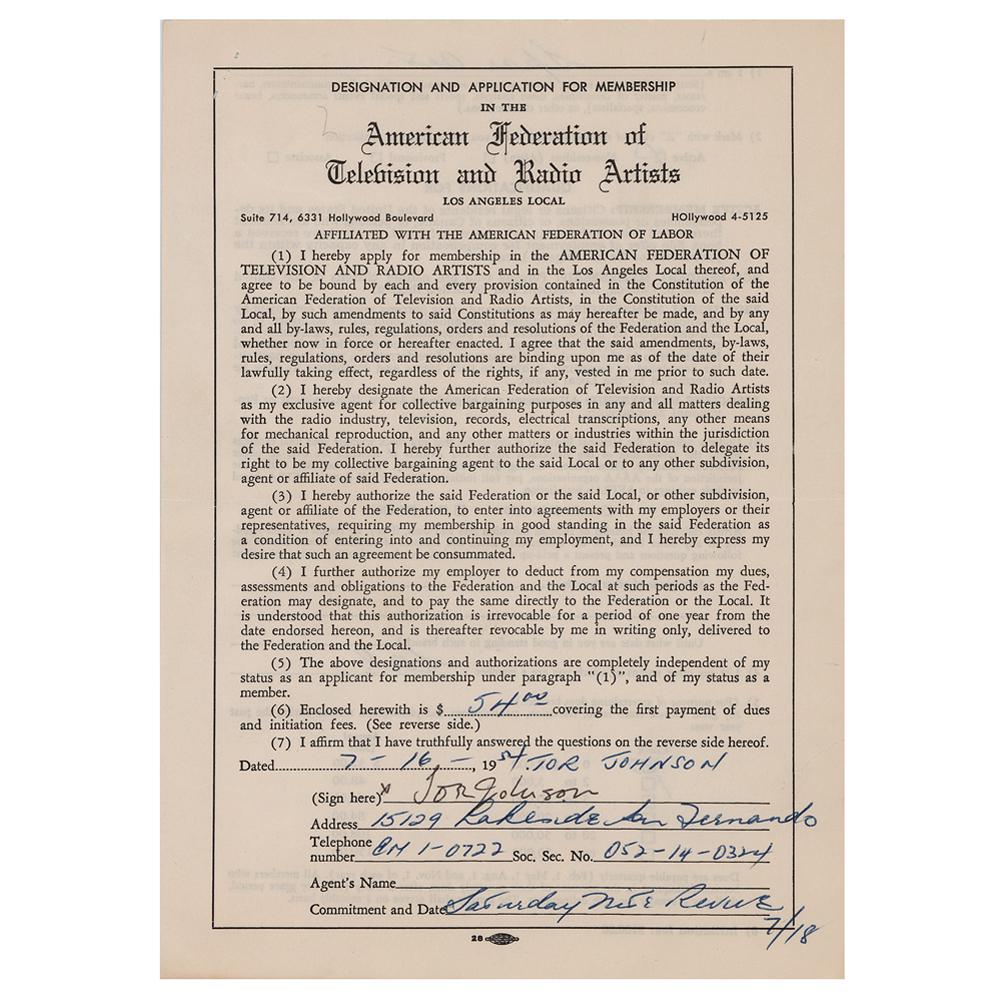 DESIGNATION AND APPLICATION FOR MEMBERSHIP
IN THE
American Federation of
Television and Radio Artists
LOS ANGELES LOCAL
Suite 714, 6331 Hollywood Boulevard HOllywood 4-5125
AFFILIATED WITH THE AMERICAN FEDERATION OF LABOR
(1) I hereby apply for membership in the AMERICAN FEDERATION OF
TELEVISION AND RADIO ARTISTS and in the Los Angeles Local thereof, and
agree to be bound by each and every provision contained in the Constitution of the
American Federation of Television and Radio Artists, in the Constitution of the said
Local, by such amendments to said Constitutions as may hereafter be made, and by any
and all by-laws, rules, regulations, orders and resolutions of the Federation and the Local,
whether now in force or hereafter enacted. I agree that the said amendments, by-laws,
rules, regulations, orders and resolutions are binding upon me as of the date of their
lawfully taking effect, regardless of the rights, if any, vested in me prior to such date.
(2) I hereby designate the American Federation of Television and Radio Artists
as my exclusive agent for collective bargaining purposes in any and all matters dealing
with the radio industry, television, records, electrical transcriptions, any other means
for mechanical reproduction, and any other matters or industries within the jurisdiction
of the said Federation. I hereby further authorize the said Federation to delegate its
right to be my collective bargaining agent to the said Local or to any other subdivision,
agent or affiliate of said Federation.
(3) I hereby authorize the said Federation or the said Local, or other subdivision,
agent or affiliate of the Federation, to enter into agreements with my employers or their
representatives, requiring my membership in good standing in the said Federation as
a condition of entering into and continuing my employment, and I hereby express my
desire that such an agreement be consummated.
(4) I further authorize my employer to deduct from my compensation my dues,
assessments and obligations to the Federation and the Local at such periods as the Fed-
eration may designate, and to pay the same directly to the Federation or the Local. It
is understood that this authorization is irrevocable for a period of one year from the
date endorsed hereon, and is thereafter revocable by me in writing only, delivered to
the Federation and the Local.
(5) The above designations and authorizations are completely independent of my
status as an applicant for membership under paragraph "(1)", and of my status as a
member.
(6) Enclosed herewith is $ 54 00 covering the first payment of dues
and initiation fees. (See reverse side.)
(7) I affirm that I have truthfully answered the questions on the reverse side hereof.
Dated 7 - 16 -, 1954. TOR JOHNSON
(Sign here) x Tor Johnson
Address 15129 Lakeside San Fernando
Telephone
number EM 1-0722 Soc. Sec. No. 052-14-0324
Agent's Name
Commitment and Date Saturday Nite Revue
7/18
28